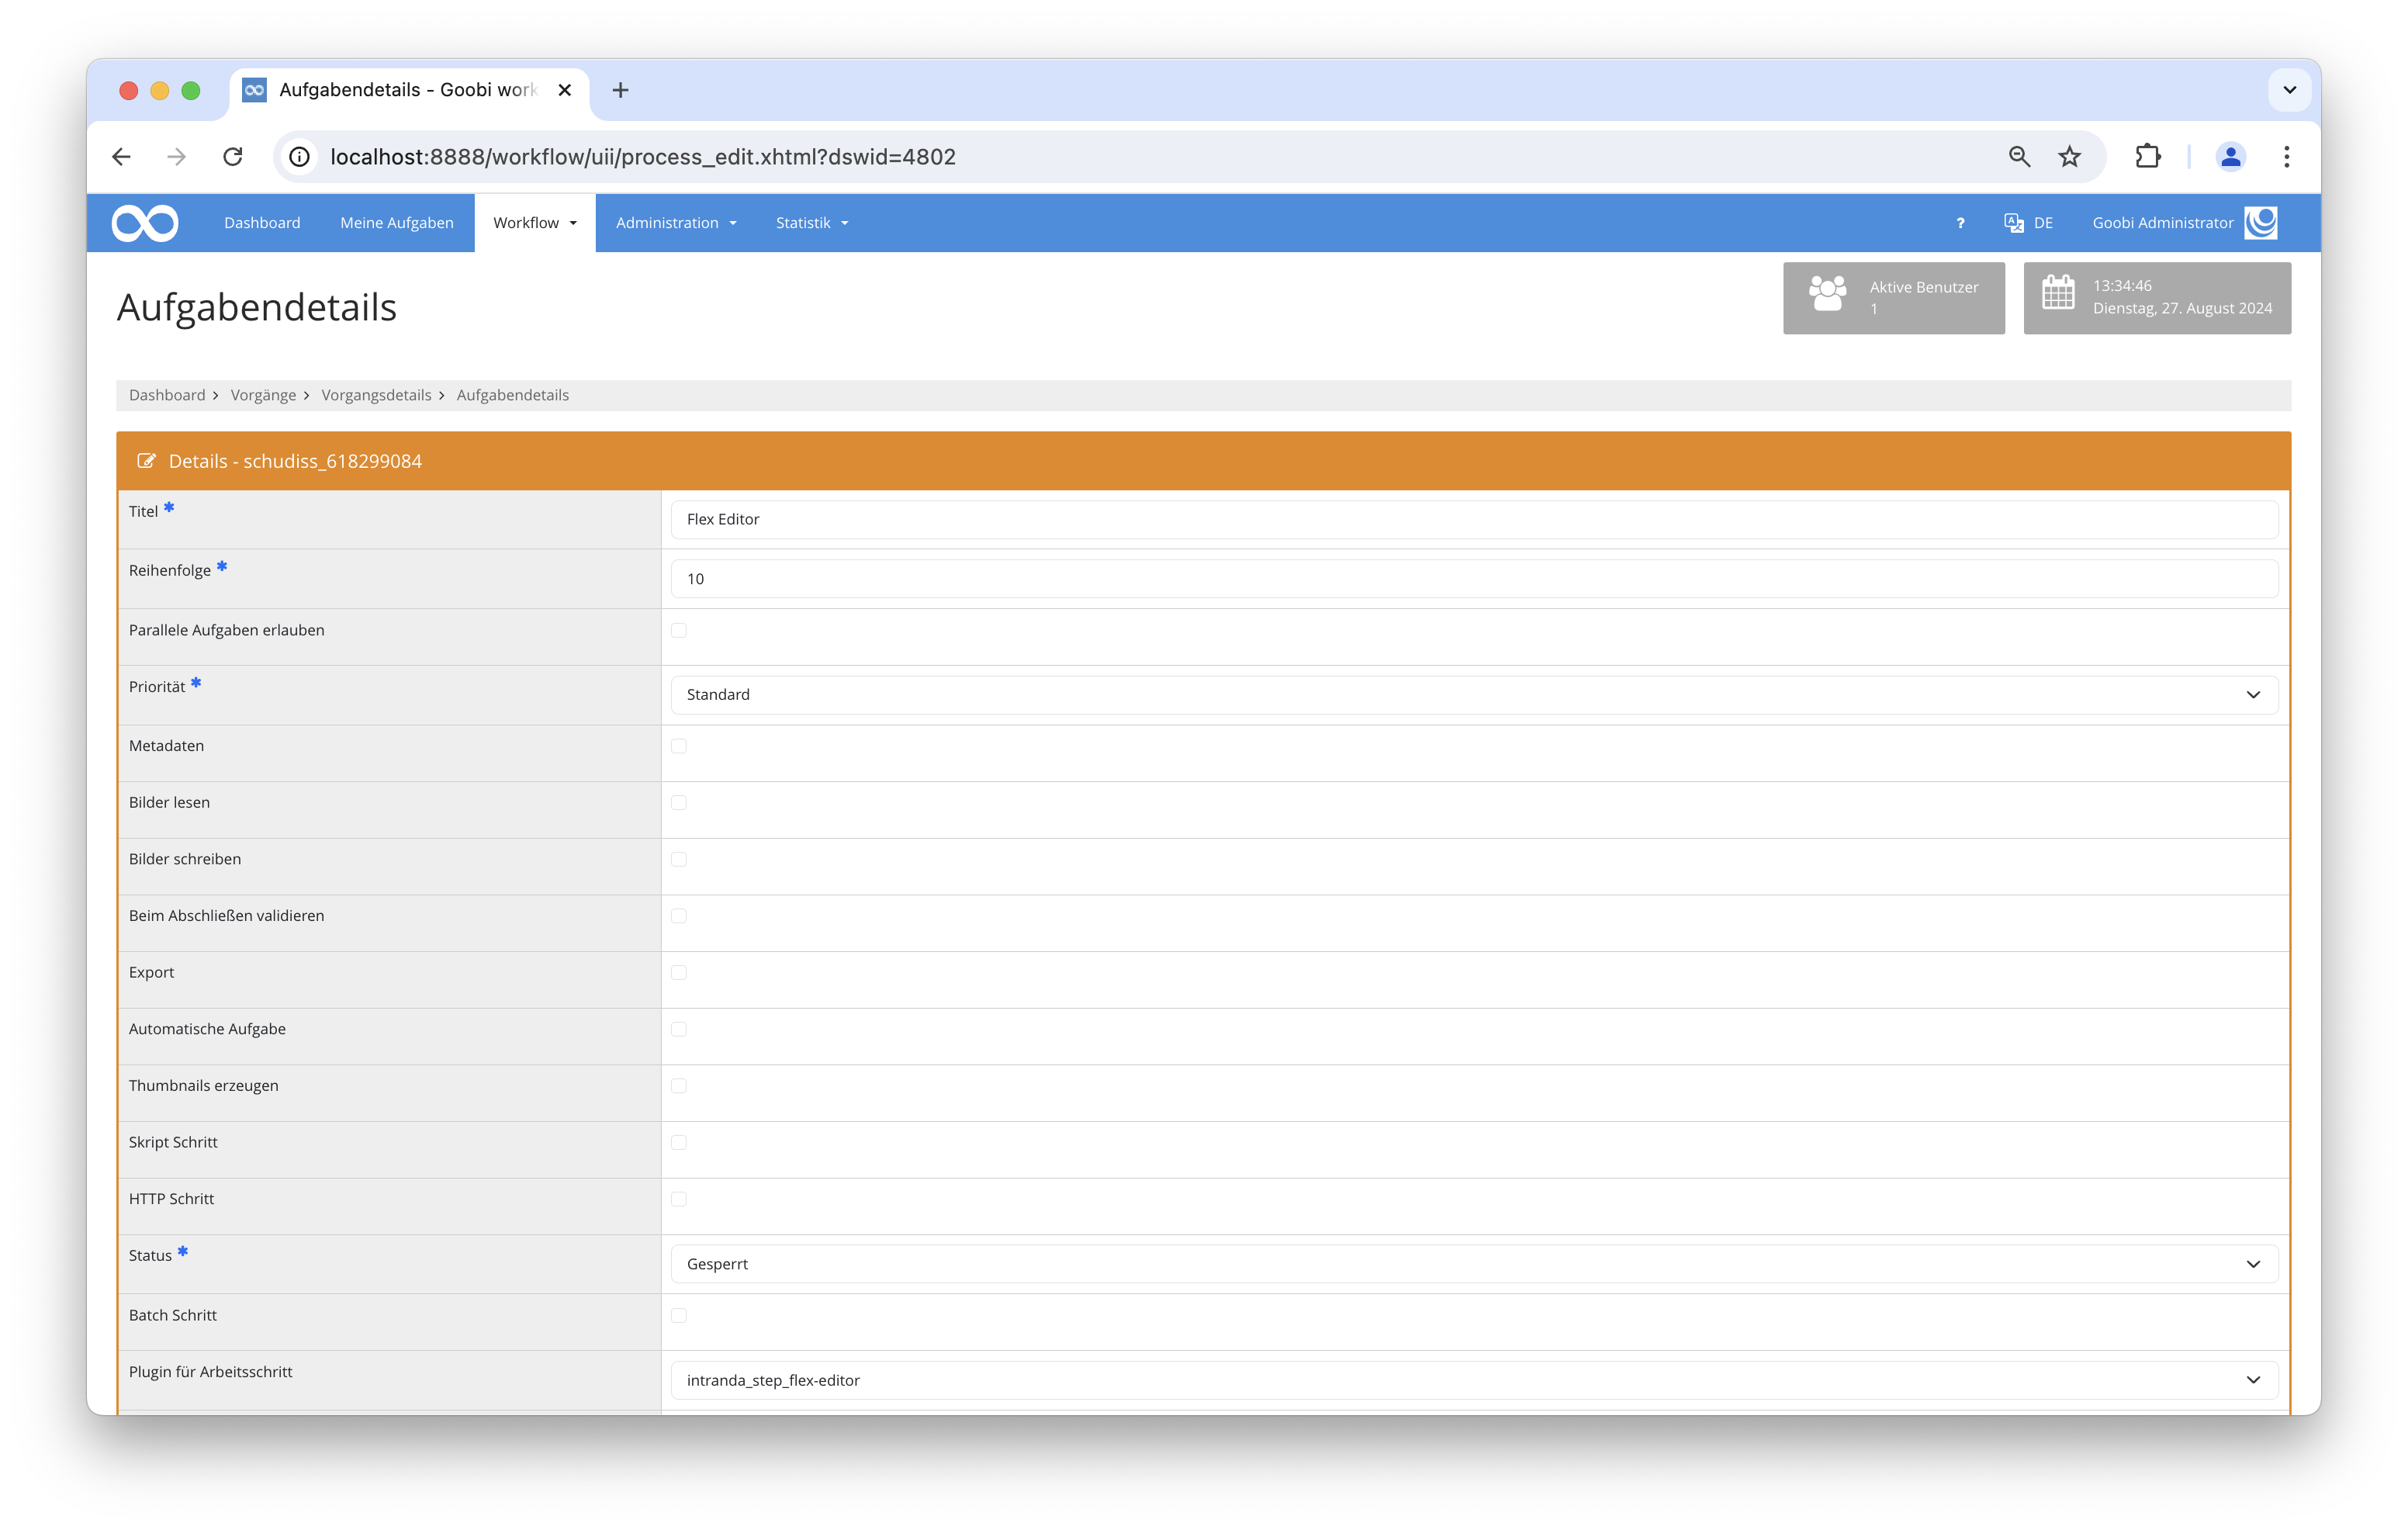 Aufgabendetails - Goobi work
localhost:8888/workflow/uii/process_edit.xhtml?dswid=4802
Dashboard Meine Aufgaben Workflow Administration Statistik ? DE Goobi Administrator
Aufgabendetails
Aktive Benutzer
1
13:34:46
Dienstag, 27. August 2024
Dashboard Vorgänge Vorgangsdetails Aufgabendetails
Details - schudiss_618299084
Titel * Flex Editor
Reihenfolge * 10
Parallele Aufgaben erlauben
Priorität * Standard
Metadaten
Bilder lesen
Bilder schreiben
Beim Abschließen validieren
Export
Automatische Aufgabe
Thumbnails erzeugen
Skript Schritt
HTTP Schritt
Status * Gesperrt
Batch Schritt
Plugin für Arbeitsschritt intranda_step_flex-editor